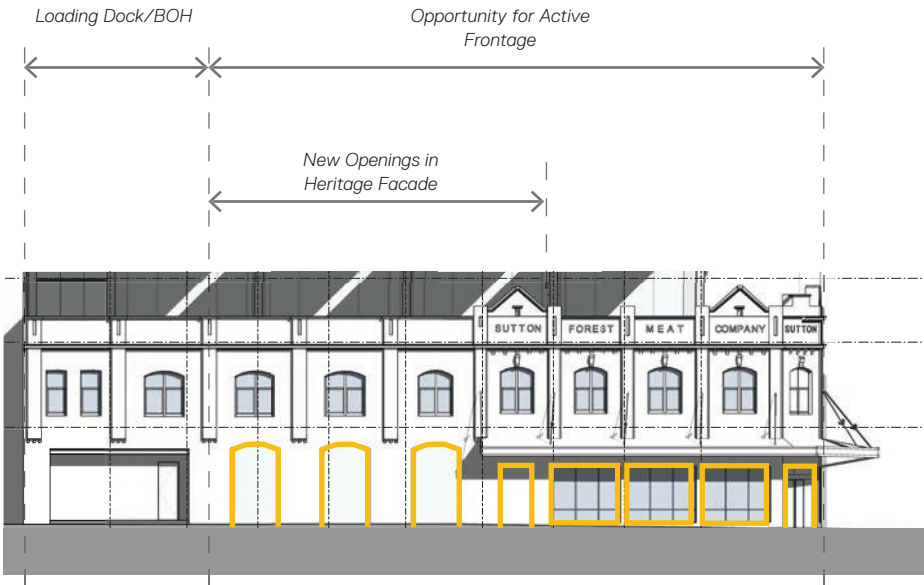 Loading Dock/BOH
Opportunity for Active
Frontage
New Openings in
Heritage Facade
SUTTON FOREST MEAT COMPANY SUTTON